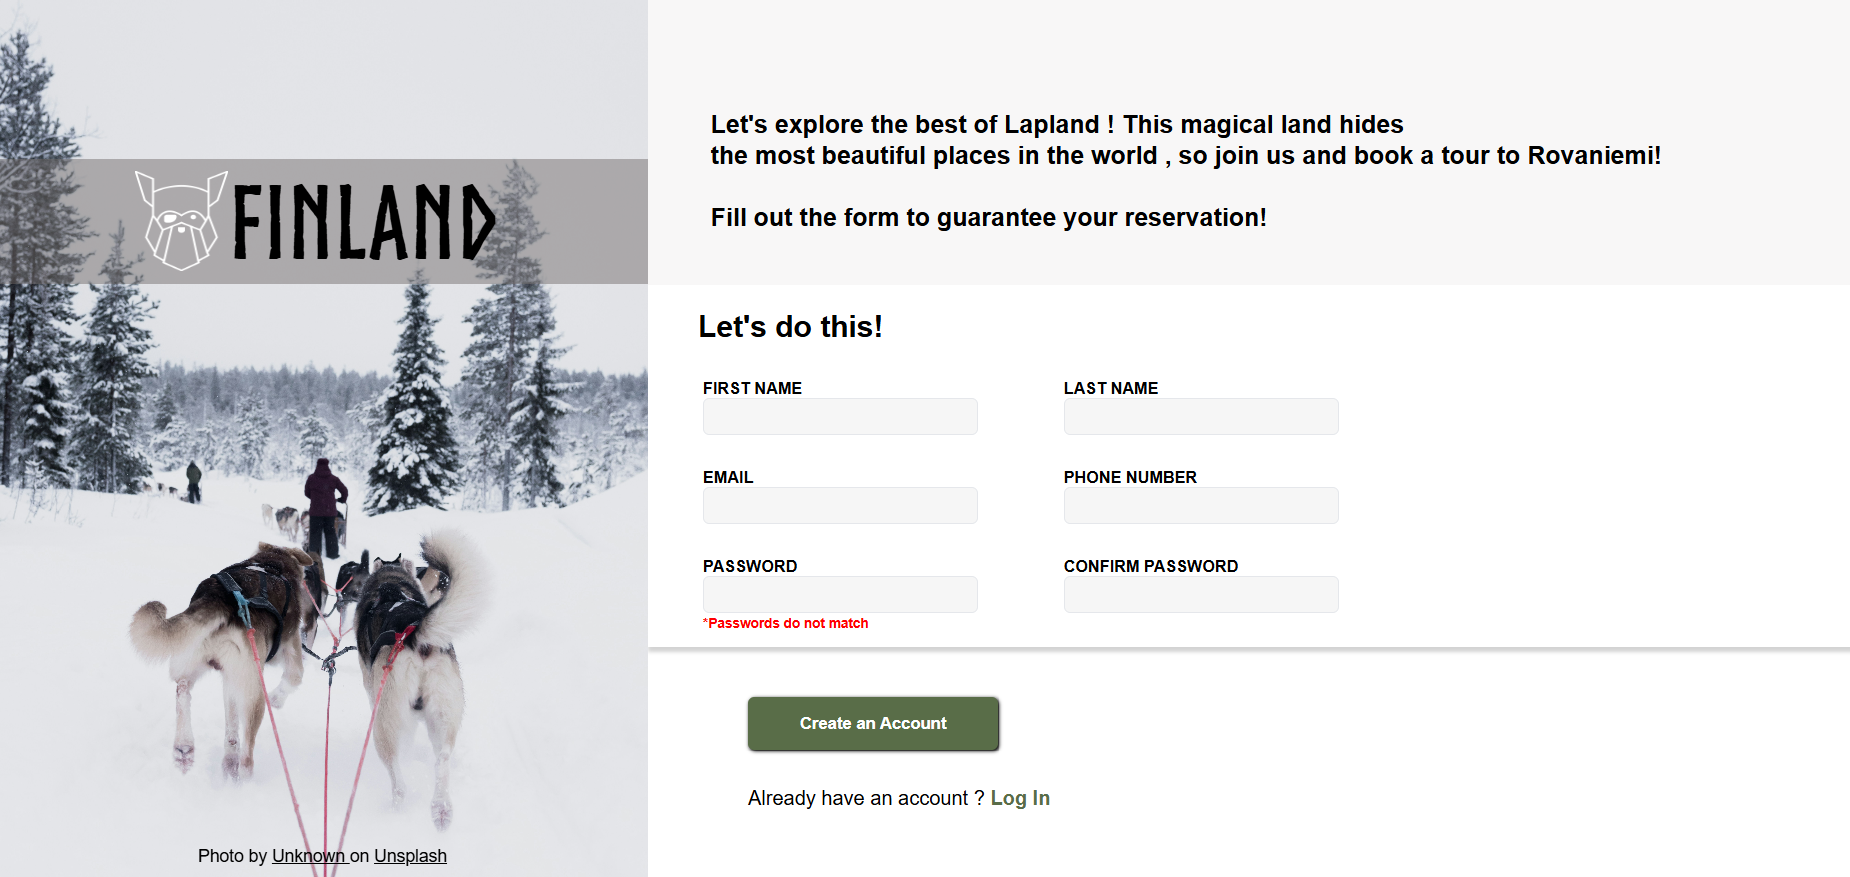 FINLAND
Photo by Unknown on Unsplash
Let's explore the best of Lapland ! This magical land hides
the most beautiful places in the world , so join us and book a tour to Rovaniemi!
Fill out the form to guarantee your reservation!
Let's do this!
FIRST NAME
LAST NAME
EMAIL
PHONE NUMBER
PASSWORD
CONFIRM PASSWORD
*Passwords do not match
Create an Account
Already have an account ? Log In